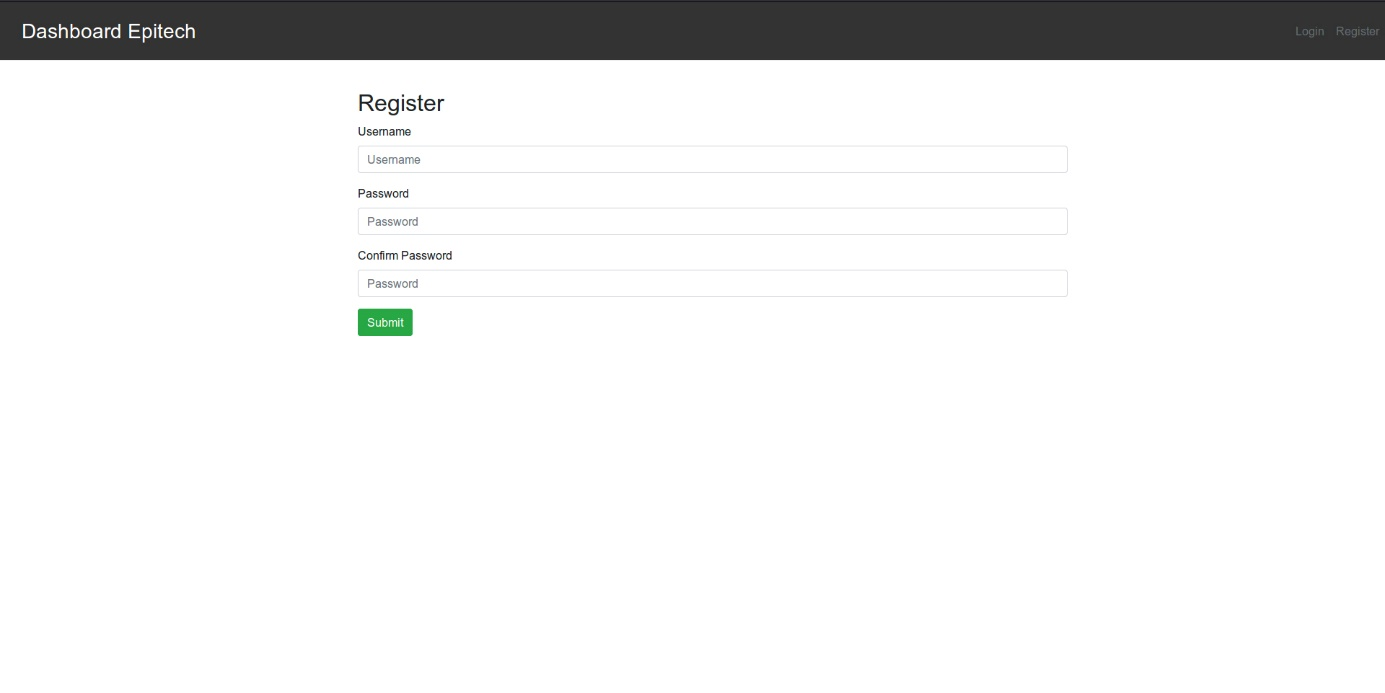 Dashboard Epitech
Login Register
Register
Username
Username
Password
Password
Confirm Password
Password
Submit